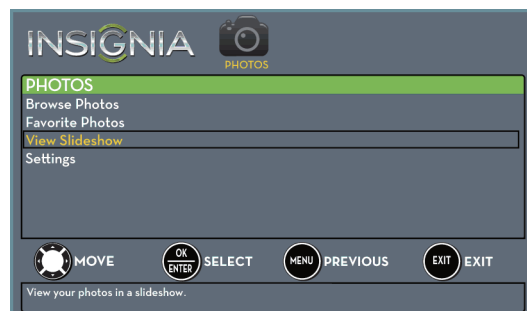 INSIGNIA
PHOTOS
PHOTOS
Browse Photos
Favorite Photos
View Slideshow
Settings
MOVE OK ENTER SELECT MENU PREVIOUS EXIT EXIT
View your photos in a slideshow.